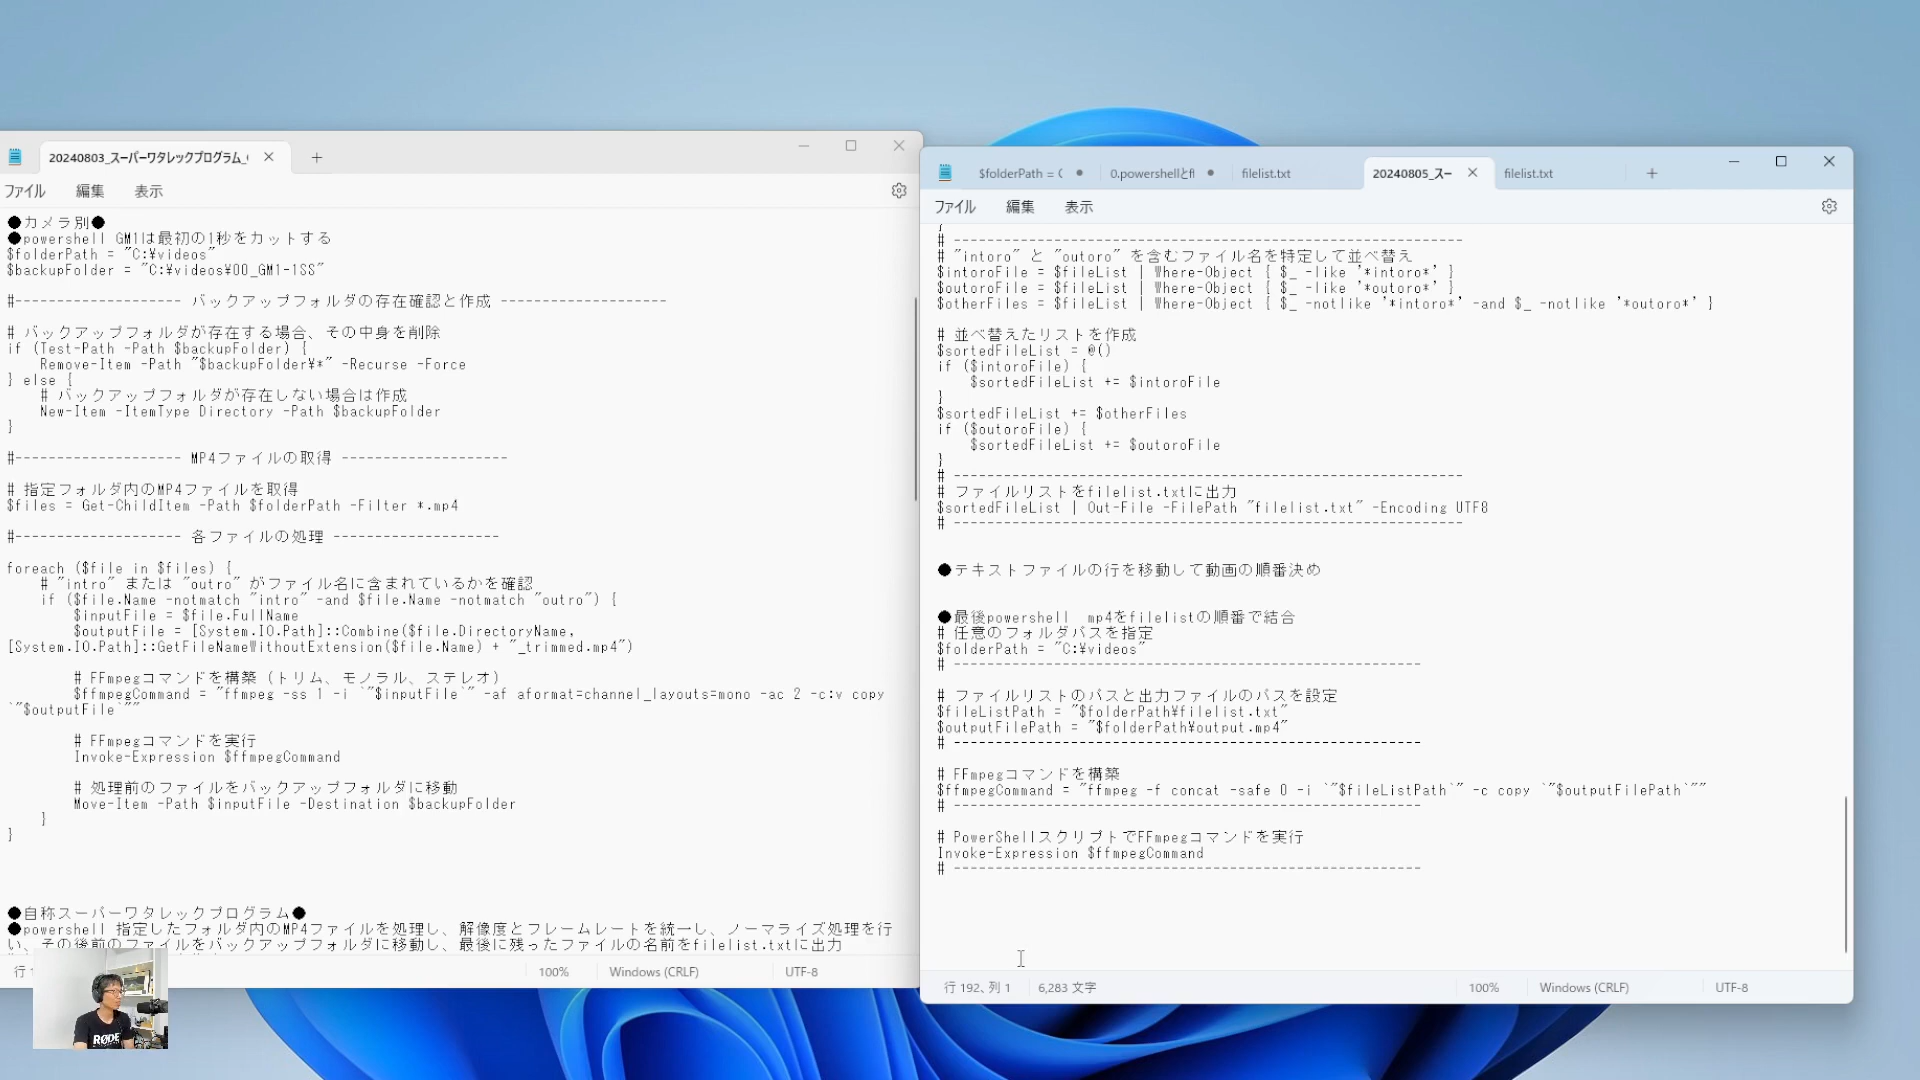 20240803_スーパーワタレックプログラム_(
ファイル 編集 表示
●カメラ別●
●powershell GM1は最初の1秒をカットする
$folderPath = "C:¥videos"
$backupFolder = "C:¥videos¥00_GM1-1SS"
#-------------------- バックアップフォルダの存在確認と作成 --------------------
# バックアップフォルダが存在する場合、その中身を削除
if (Test-Path -Path $backupFolder) {
    Remove-Item -Path "$backupFolder¥*" -Recurse -Force
} else {
    # バックアップフォルダが存在しない場合は作成
    New-Item -ItemType Directory -Path $backupFolder
}
#-------------------- MP4ファイルの取得 --------------------
# 指定フォルダ内のMP4ファイルを取得
$files = Get-ChildItem -Path $folderPath -Filter *.mp4
#-------------------- 各ファイルの処理 --------------------
foreach ($file in $files) {
    # "intro" または "outro" がファイル名に含まれているかを確認
    if ($file.Name -notmatch "intro" -and $file.Name -notmatch "outro") {
        $inputFile = $file.FullName
        $outputFile = [System.IO.Path]::Combine($file.DirectoryName,
[System.IO.Path]::GetFileNameWithoutExtension($file.Name) + "_trimmed.mp4")
        # FFmpegコマンドを構築（トリム、モノラル、ステレオ）
        $ffmpegCommand = "ffmpeg -ss 1 -i `"$inputFile`" -af aformat=channel_layouts=mono -ac 2 -c:v copy
`"$outputFile`""
        # FFmpegコマンドを実行
        Invoke-Expression $ffmpegCommand
        # 処理前のファイルをバックアップフォルダに移動
        Move-Item -Path $inputFile -Destination $backupFolder
    }
}
●自称スーパーワタレックプログラム●
●powershell 指定したフォルダ内のMP4ファイルを処理し、解像度とフレームレートを統一し、ノーマライズ処理を行
い、その後前のファイルをバックアップフォルダに移動し、最後に残ったファイルの名前をfilelist.txtに出力
行 1
100% Windows (CRLF) UTF-8
RØDE
$folderPath = ( 0.powershellとfl filelist.txt 20240805_スー filelist.txt
ファイル 編集 表示
}
# -------------------------------------------------------------
# "intoro" と "outoro" を含むファイル名を特定して並べ替え
$intoroFile = $fileList | Where-Object { $_ -like '*intoro*' }
$outoroFile = $fileList | Where-Object { $_ -like '*outoro*' }
$otherFiles = $fileList | Where-Object { $_ -notlike '*intoro*' -and $_ -notlike '*outoro*' }
# 並べ替えたリストを作成
$sortedFileList = @()
if ($intoroFile) {
    $sortedFileList += $intoroFile
}
$sortedFileList += $otherFiles
if ($outoroFile) {
    $sortedFileList += $outoroFile
}
# -------------------------------------------------------------
# ファイルリストをfilelist.txtに出力
$sortedFileList | Out-File -FilePath "filelist.txt" -Encoding UTF8
# -------------------------------------------------------------
●テキストファイルの行を移動して動画の順番決め
●最後powershell　mp4をfilelistの順番で結合
# 任意のフォルダパスを指定
$folderPath = "C:¥videos"
# --------------------------------------------------------
# ファイルリストのパスと出力ファイルのパスを設定
$fileListPath = "$folderPath¥filelist.txt"
$outputFilePath = "$folderPath¥output.mp4"
# --------------------------------------------------------
# FFmpegコマンドを構築
$ffmpegCommand = "ffmpeg -f concat -safe 0 -i `"$fileListPath`" -c copy `"$outputFilePath`""
# --------------------------------------------------------
# PowerShellスクリプトでFFmpegコマンドを実行
Invoke-Expression $ffmpegCommand
# --------------------------------------------------------
行 192、列 1 6,283 文字 100% Windows (CRLF) UTF-8